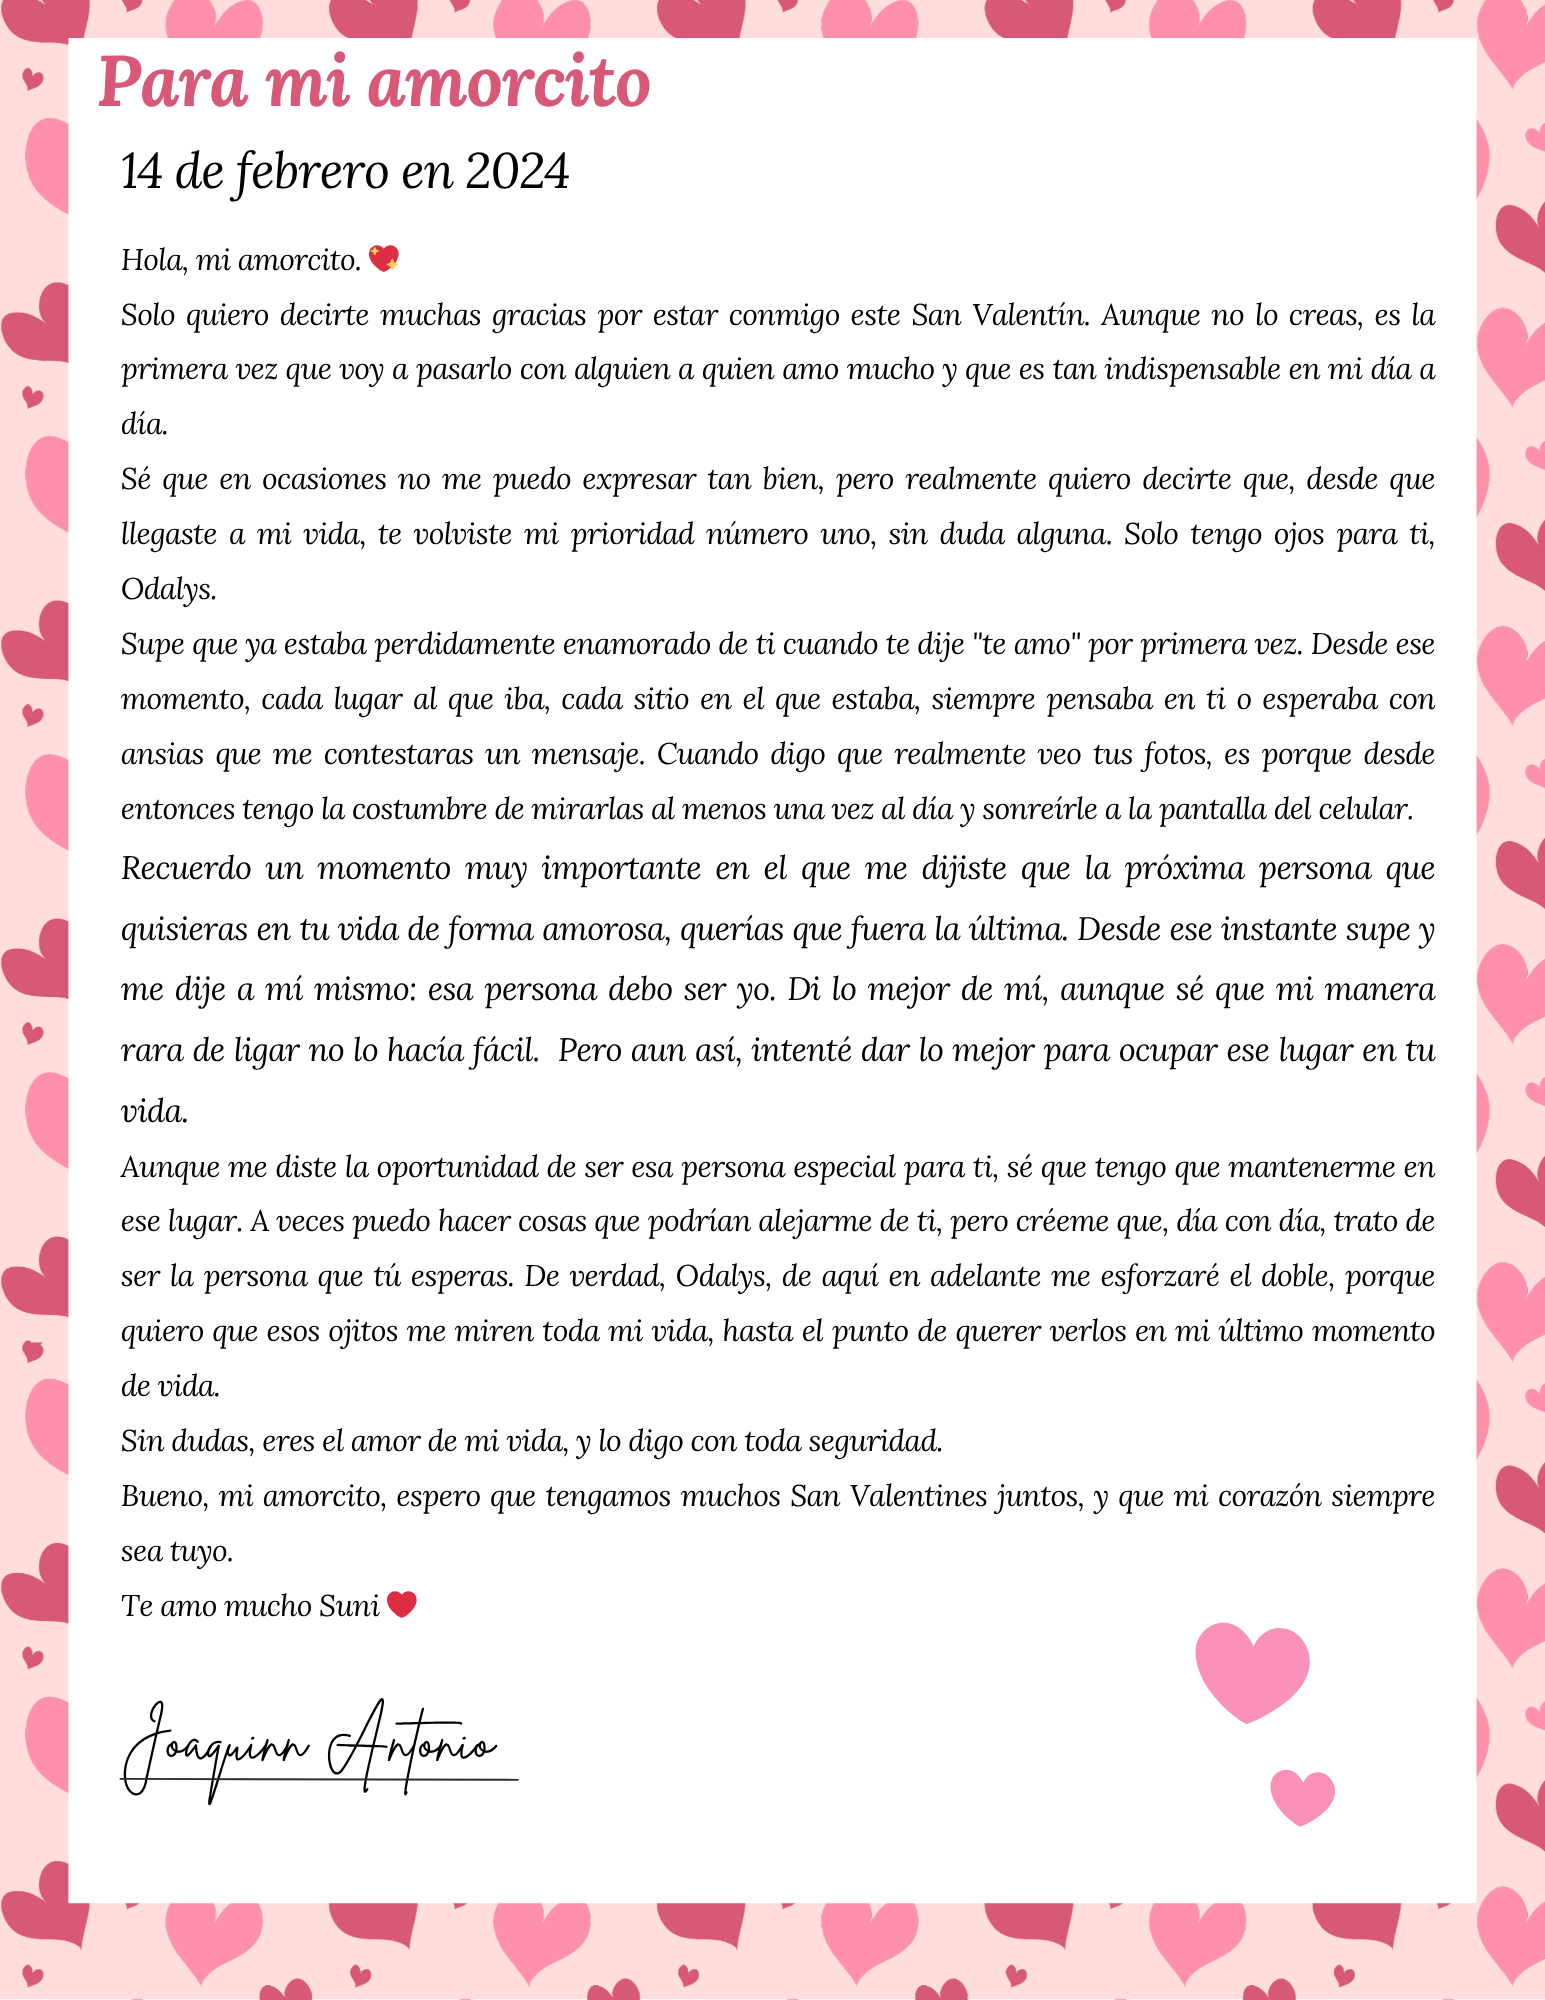 Para mi amorcito
14 de febrero en 2024
Hola, mi amorcito. 💖
Solo quiero decirte muchas gracias por estar conmigo este San Valentín. Aunque no lo creas, es la
primera vez que voy a pasarlo con alguien a quien amo mucho y que es tan indispensable en mi día a
día.
Sé que en ocasiones no me puedo expresar tan bien, pero realmente quiero decirte que, desde que
llegaste a mi vida, te volviste mi prioridad número uno, sin duda alguna. Solo tengo ojos para ti,
Odalys.
Supe que ya estaba perdidamente enamorado de ti cuando te dije "te amo" por primera vez. Desde ese
momento, cada lugar al que iba, cada sitio en el que estaba, siempre pensaba en ti o esperaba con
ansias que me contestaras un mensaje. Cuando digo que realmente veo tus fotos, es porque desde
entonces tengo la costumbre de mirarlas al menos una vez al día y sonreírle a la pantalla del celular.
Recuerdo un momento muy importante en el que me dijiste que la próxima persona que
quisieras en tu vida de forma amorosa, querías que fuera la última. Desde ese instante supe y
me dije a mí mismo: esa persona debo ser yo. Di lo mejor de mí, aunque sé que mi manera
rara de ligar no lo hacía fácil.  Pero aun así, intenté dar lo mejor para ocupar ese lugar en tu
vida.
Aunque me diste la oportunidad de ser esa persona especial para ti, sé que tengo que mantenerme en
ese lugar. A veces puedo hacer cosas que podrían alejarme de ti, pero créeme que, día con día, trato de
ser la persona que tú esperas. De verdad, Odalys, de aquí en adelante me esforzaré el doble, porque
quiero que esos ojitos me miren toda mi vida, hasta el punto de querer verlos en mi último momento
de vida.
Sin dudas, eres el amor de mi vida, y lo digo con toda seguridad.
Bueno, mi amorcito, espero que tengamos muchos San Valentines juntos, y que mi corazón siempre
sea tuyo.
Te amo mucho Suni ❤️
Joaquinn Antonio